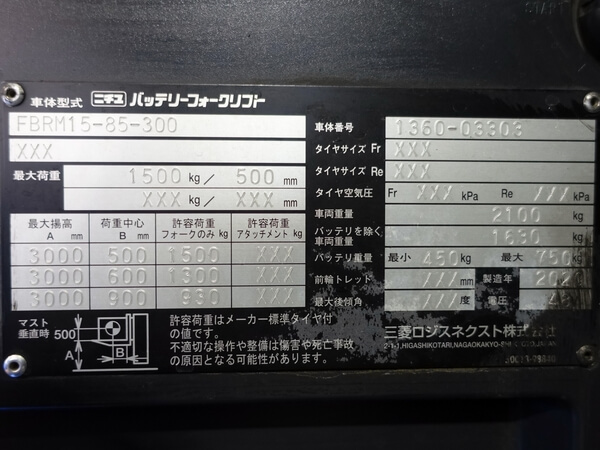 START
車体型式 ニチユ バッテリーフォークリフト
FBRM15-85-300
XXX
最大荷重 1500 kg/ 500 mm
XXX kg/ XXX mm
最大揚高 A mm 荷重中心 B mm 許容荷重 フォークのみ kg 許容荷重 アタッチメント kg
3000 500 1500 XXX
3000 600 1300 XXX
3000 900 930 XXX
マスト垂直時 500 A B
許容荷重はメーカー標準タイヤ付
の値です。
不適切な操作や整備は傷害や死亡事故
の原因となる可能性があります。
車体番号 1360-03303
タイヤサイズ Fr XXX
タイヤサイズ Re XXX
タイヤ空気圧 Fr XXX kPa Re XXX kPa
車両重量 2100 kg
バッテリを除く
車両重量 1630 kg
バッテリ重量 最小 450 kg 最大 750 kg
前輪トレッド /// mm 製造年
最大後傾角 /// 度 電圧
三菱ロジスネクスト株式会社
2-1-1,HIGASHIKOTARI,NAGAOKAKYO-SHI